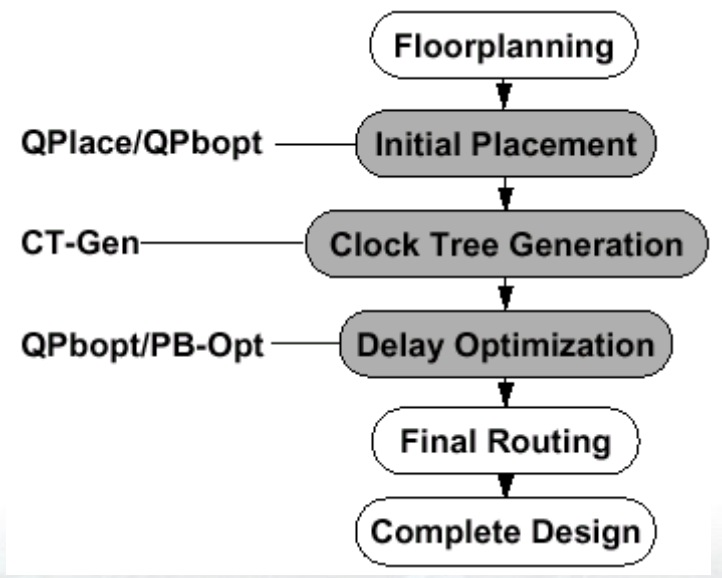 Floorplanning
QPlace/QPbopt
Initial Placement
CT-Gen
Clock Tree Generation
QPbopt/PB-Opt
Delay Optimization
Final Routing
Complete Design